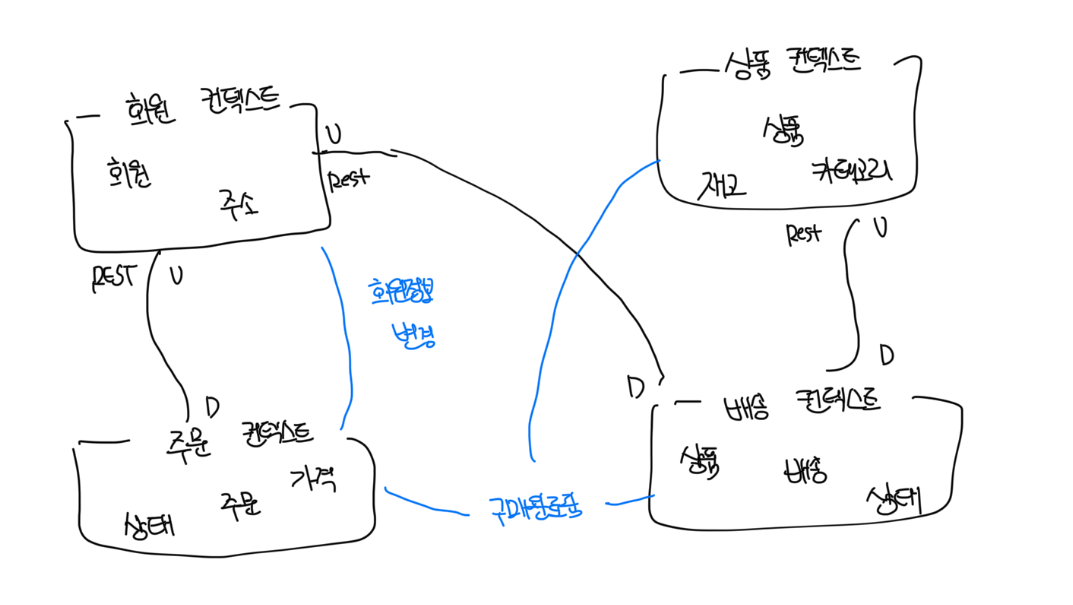 회원 컨텍스트
회원
주소
U
Rest
REST U
D
주문 컨텍스트
가격
주문
상태
회원정보
변경
구매완료됨
상품 컨텍스트
상품
재고
카테고리
Rest U
D
D
배송 컨텍스트
상품
배송
상태